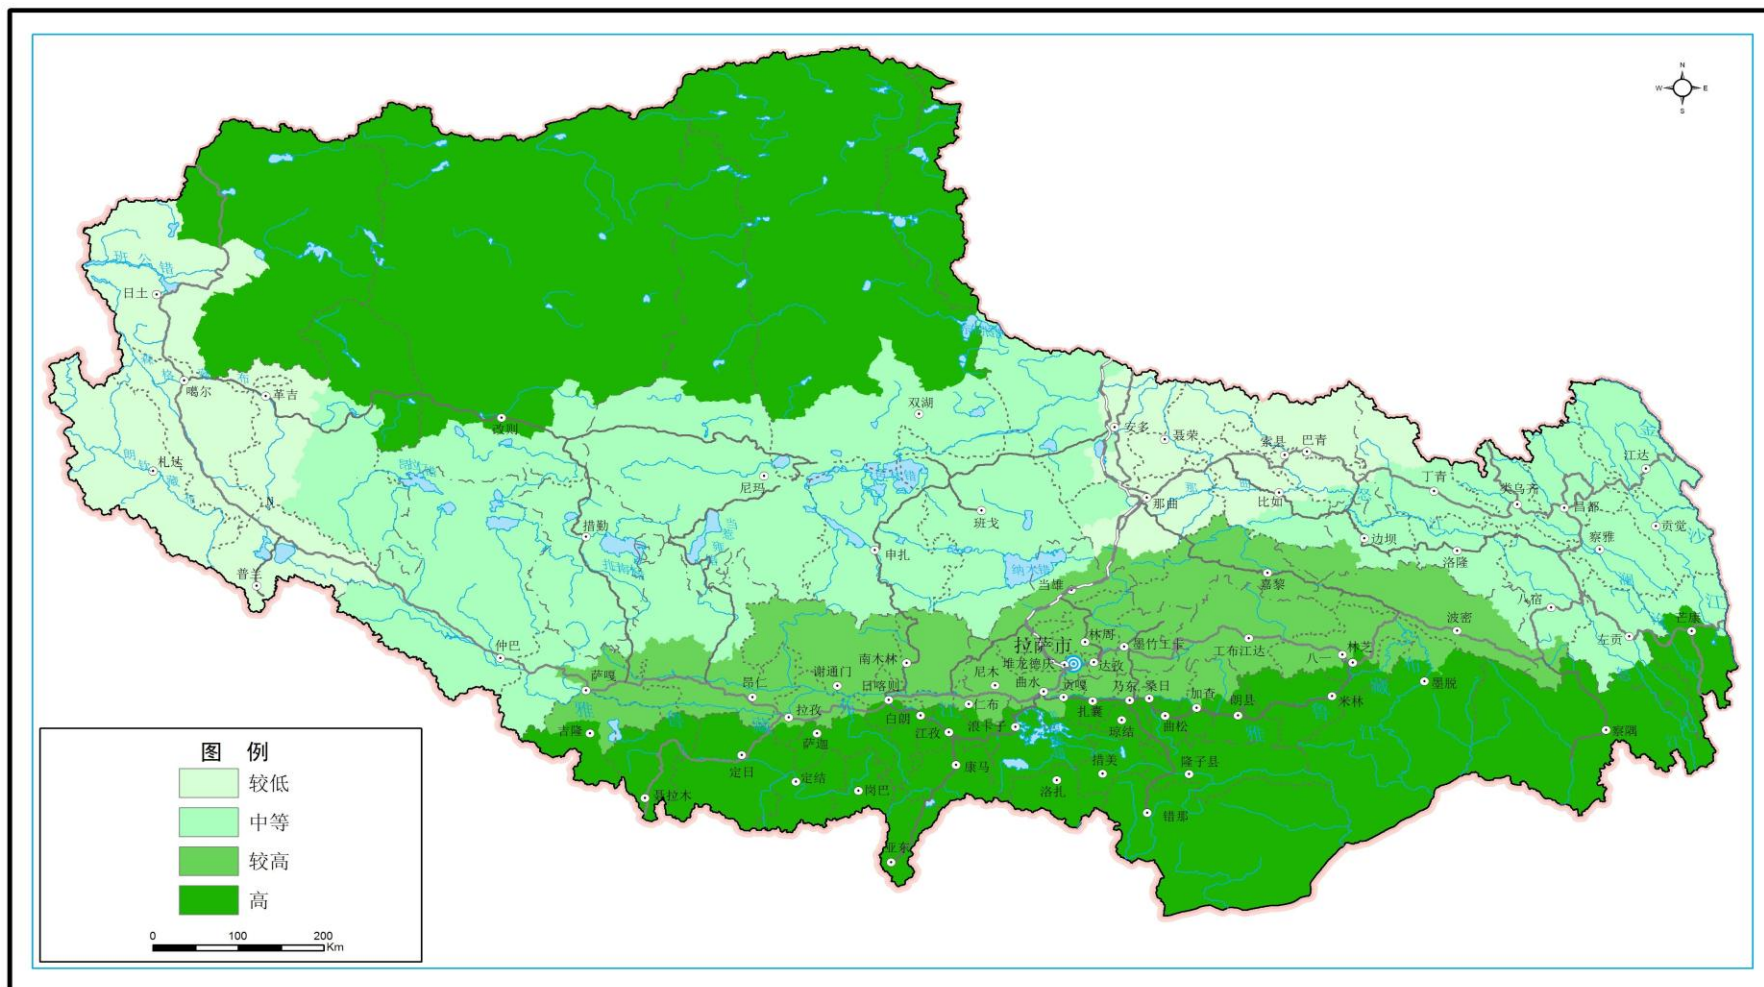 N
W
E
S
班公错
日土
噶尔
革吉
改则
双湖
札达
普兰
N
措勤
尼玛
班戈
申扎
纳木错
当雄
安多
聂荣
索县
巴青
那曲
比如
丁青
类乌齐
昌都
江达
贡觉
察雅
边坝
洛隆
八宿
左贡
芒康
嘉黎
波密
仲巴
萨嘎
南木林
谢通门
昂仁
日喀则
拉孜
尼木
拉萨市
林周
墨竹工卡
堆龙德庆
达孜
曲水
贡嘎
乃东
桑日
工布江达
八一
林芝
加查
朗县
米林
墨脱
扎囊
琼结
曲松
仁布
白朗
江孜
浪卡子
吉隆
萨迦
定日
定结
岗巴
康马
措美
洛扎
隆子县
错那
聂拉木
亚东
察隅
图 例
较低
中等
较高
高
0 100 200
Km